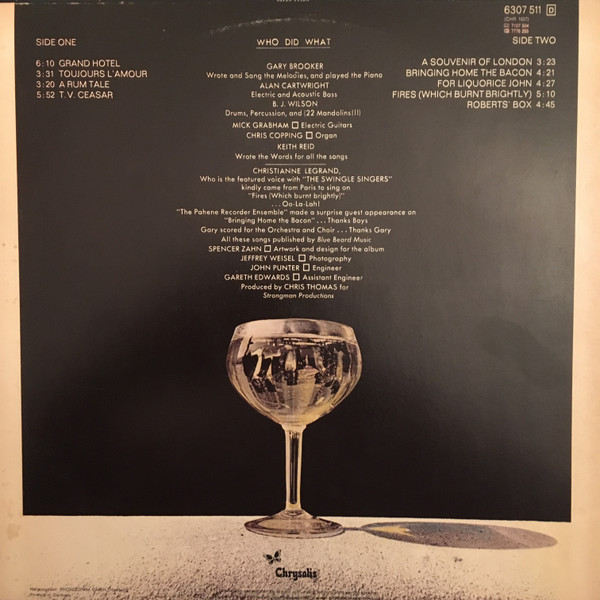 6307 511 D
(CHR 1037)
SIDE ONE
WHO DID WHAT
SIDE TWO
6:10 GRAND HOTEL
3:31 TOUJOURS L'AMOUR
3:20 A RUM TALE
5:52 T.V. CEASAR
GARY BROOKER
Wrote and Sang the Melodies, and played the Piano
ALAN CARTWRIGHT
Electric and Acoustic Bass
B. J. WILSON
Drums, Percussion, and (22 Mandolins!!!)
MICK GRABHAM □ Electric Guitars
CHRIS COPPING □ Organ
KEITH REID
Wrote the Words for all the songs
CHRISTIANNE LEGRAND,
Who is the featured voice with "THE SWINGLE SINGERS"
kindly came from Paris to sing on
"Fires (Which burnt brightly)"
...Oo-La-Lah!
"The Pahene Recorder Ensemble" made a surprise guest appearance on
"Bringing Home the Bacon"...Thanks Boys
Gary scored for the Orchestra and Choir...Thanks Gary
All these songs published by Blue Beard Music
SPENCER ZAHN □ Artwork and design for the album
JEFFREY WEISEL □ Photography
JOHN PUNTER □ Engineer
GARETH EDWARDS □ Assistant Engineer
Produced by CHRIS THOMAS for
Strongman Productions
A SOUVENIR OF LONDON 3:23
BRINGING HOME THE BACON 4:21
FOR LIQUORICE JOHN 4:27
FIRES (WHICH BURNT BRIGHTLY) 5:10
ROBERTS' BOX 4:45
Chrysalis